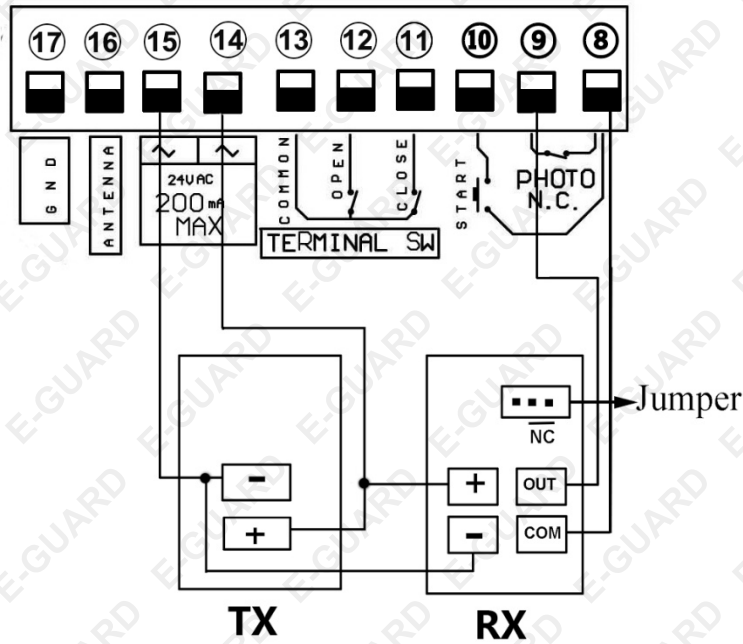 17 16 15 14 13 12 11 10 9 8
GND
ANTENNA
24VAC
200mA
MAX
COMMON
OPEN
CLOSE
TERMINAL SW
START
PHOTO
N.C.
Jumper
NC
- + OUT
+ - COM
TX RX
E-GUARD